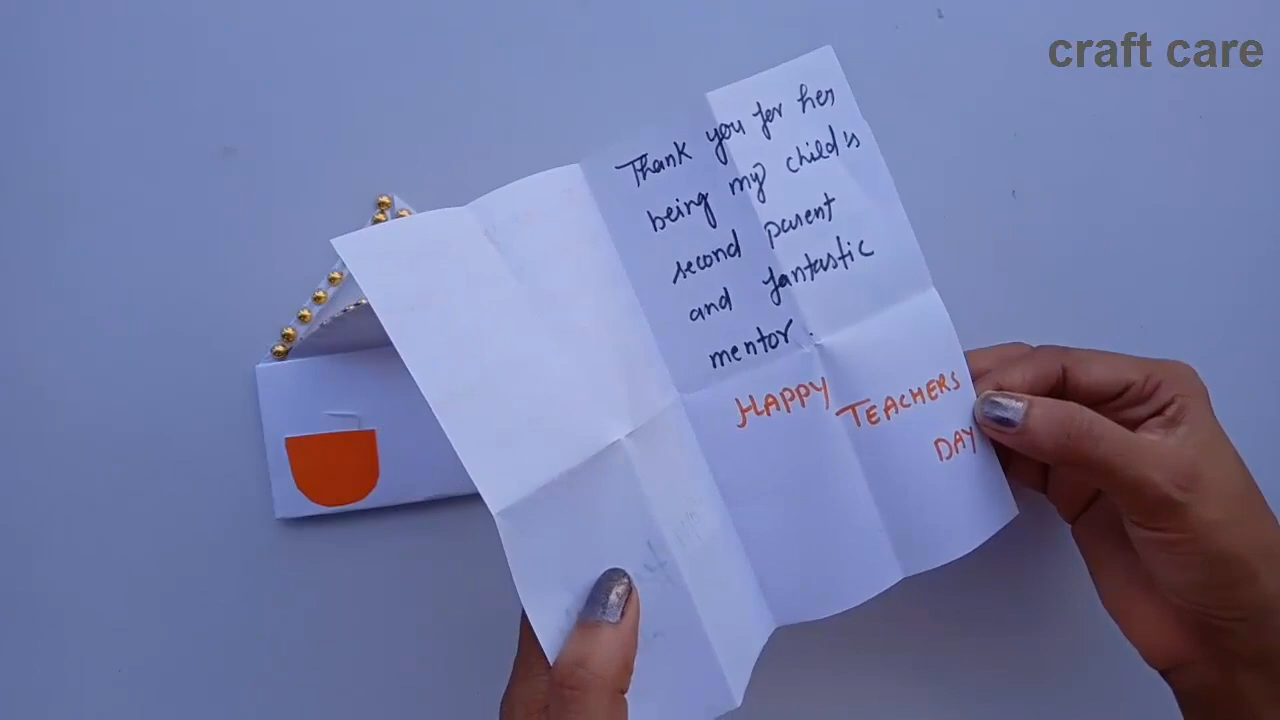 craft care
Thank you for her
being my child's
second parent
and fantastic
mentor.
HAPPY TEACHERS
DAY